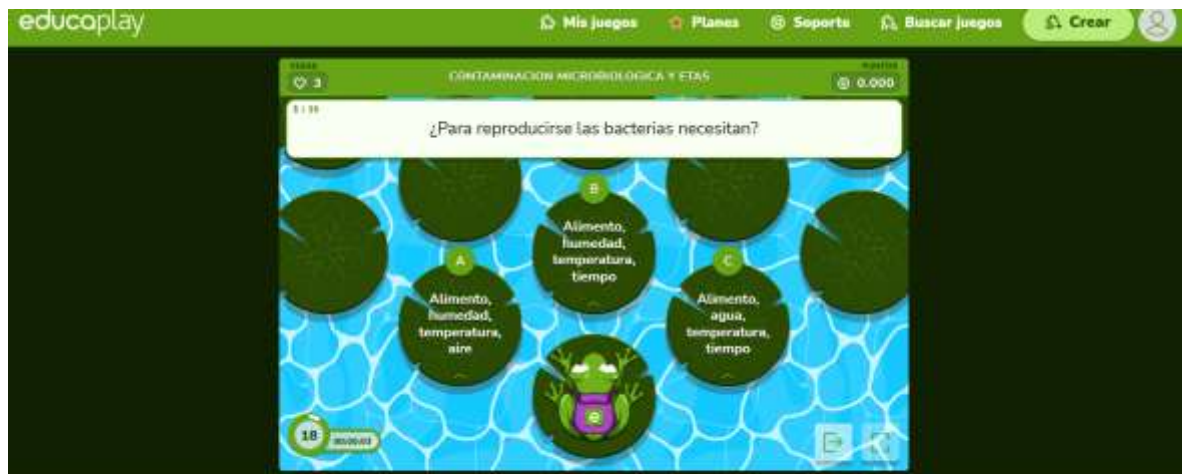 educaplay
Mis juegos
Planes
Soporte
Buscar juegos
Crear
3
CONTAMINACION MICROBIOLOGICA Y ETAS
0.000
¿Para reproducirse las bacterias necesitan?
A
Alimento,
humedad,
temperatura,
aire
B
Alimento,
humedad,
temperatura,
tiempo
C
Alimento,
agua,
temperatura,
tiempo
e
18